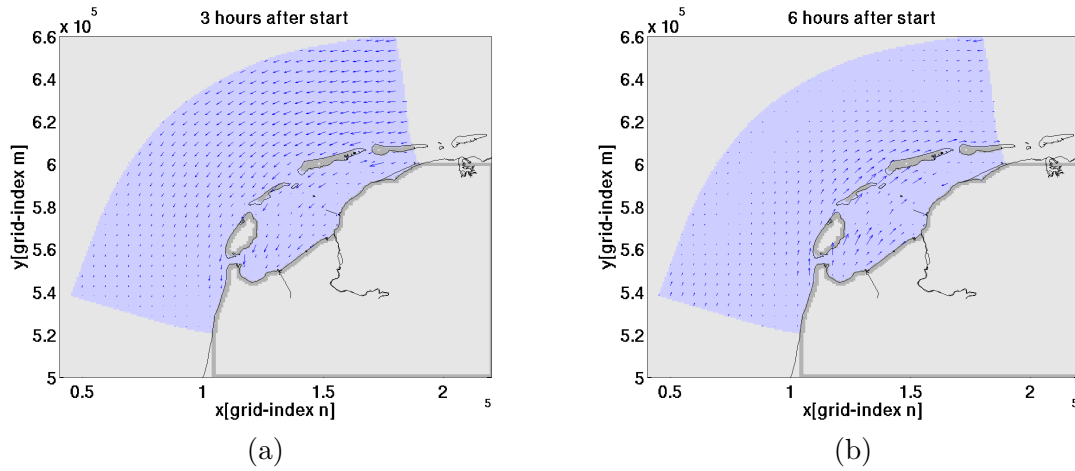 3 hours after start
x 10 5
6.6
6.4
6.2
6
5.8
5.6
5.4
5.2
5
y[grid-index m]
0.5 1 1.5 2
5
x[grid-index n]
(a)
6 hours after start
x 10 5
6.6
6.4
6.2
6
5.8
5.6
5.4
5.2
5
y[grid-index m]
0.5 1 1.5 2
5
x[grid-index n]
(b)